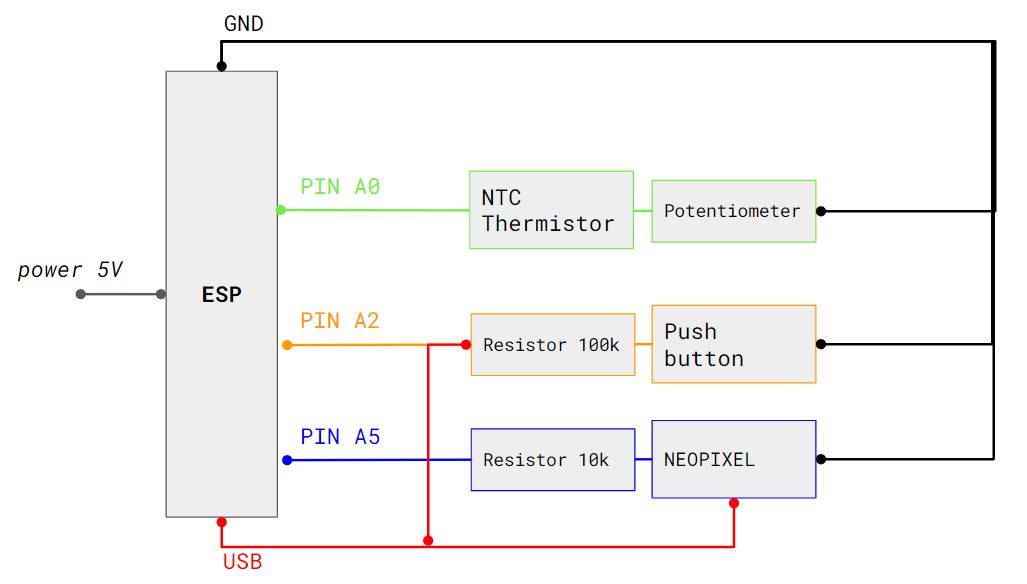 GND
PIN A0
NTC
Thermistor
Potentiometer
power 5V
ESP
PIN A2
Resistor 100k
Push
button
PIN A5
Resistor 10k
NEOPIXEL
USB